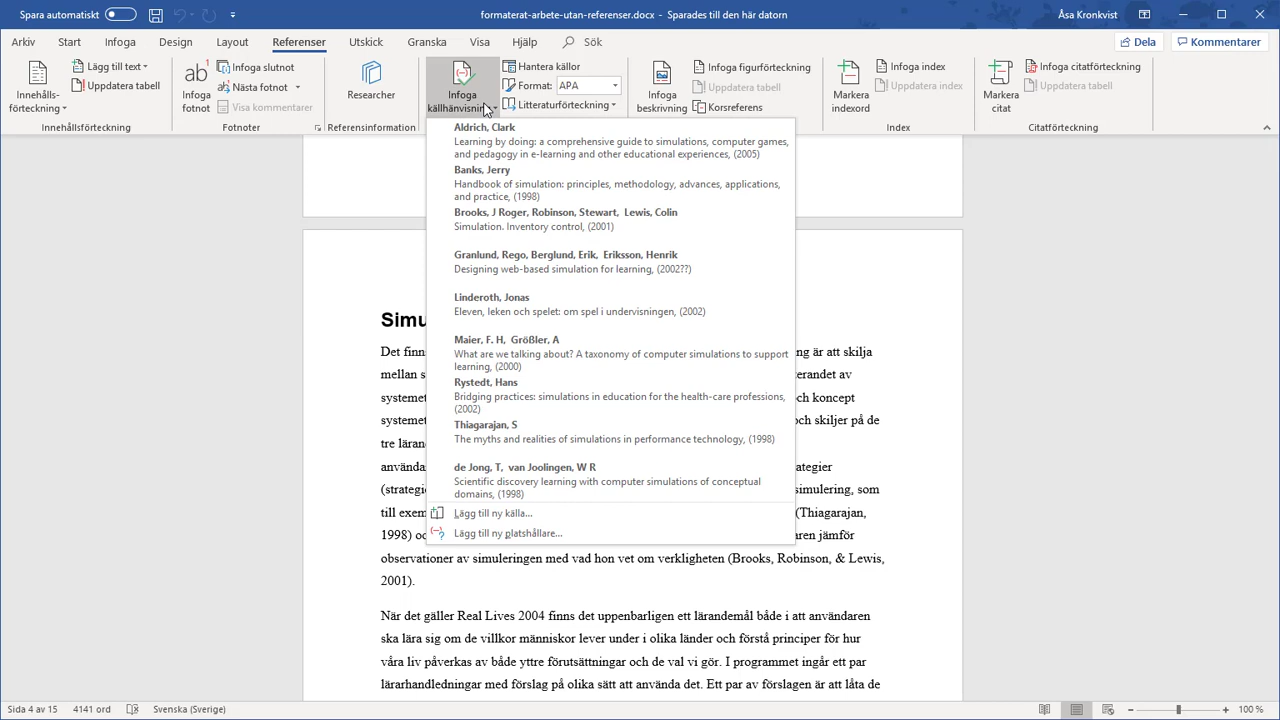 Spara automatiskt
formaterat-arbete-utan-referenser.docx - Sparades till den här datorn
Åsa Kronkvist
Arkiv Start Infoga Design Layout Referenser Utskick Granska Visa Hjälp Sök
Dela Kommentarer
Innehålls-
förteckning
Lägg till text
Uppdatera tabell
Innehållsförteckning
ab1
Infoga
fotnot
Infoga slutnot
Nästa fotnot
Visa kommentarer
Fotnoter
Researcher
Referensinformation
Infoga
källhänvisning
Hantera källor
Format: APA
Litteraturförteckning
Infoga
beskrivning
Infoga figurförteckning
Uppdatera tabell
Korsreferens
Markera
indexord
Infoga index
Uppdatera index
Index
Markera
citat
Infoga citatförteckning
Uppdatera tabell
Citatförteckning
Aldrich, Clark
Learning by doing: a comprehensive guide to simulations, computer games,
and pedagogy in e-learning and other educational experiences, (2005)
Banks, Jerry
Handbook of simulation: principles, methodology, advances, applications,
and practice, (1998)
Brooks, J Roger, Robinson, Stewart, Lewis, Colin
Simulation. Inventory control, (2001)
Granlund, Rego, Berglund, Erik, Eriksson, Henrik
Designing web-based simulation for learning, (2002??)
Linderoth, Jonas
Eleven, leken och spelet: om spel i undervisningen, (2002)
Maier, F. H, Größler, A
What are we talking about? A taxonomy of computer simulations to support
learning, (2000)
Rystedt, Hans
Bridging practices: simulations in education for the health-care professions,
(2002)
Thiagarajan, S
The myths and realities of simulations in performance technology, (1998)
de Jong, T, van Joolingen, W R
Scientific discovery learning with computer simulations of conceptual
domains, (1998)
Lägg till ny källa...
Lägg till ny platshållare...
Simu
Det finn ng är att skilja
mellan s terandet av
systemet och koncept
systemet och skiljer på de
tre lärand
använda ategier
(strategie simulering, som
till exem (Thiagarajan,
1998) oc aren jämför
observationer av simuleringen med vad hon vet om verkligheten (Brooks, Robinson, & Lewis,
2001).
När det gäller Real Lives 2004 finns det uppenbarligen ett lärandemål både i att användaren
ska lära sig om de villkor människor lever under i olika länder och förstå principer för hur
våra liv påverkas av både yttre förutsättningar och de val vi gör. I programmet ingår ett par
lärarhandledningar med förslag på olika sätt att använda det. Ett par av förslagen är att låta de
Sida 4 av 15 4141 ord Svenska (Sverige) 100 %